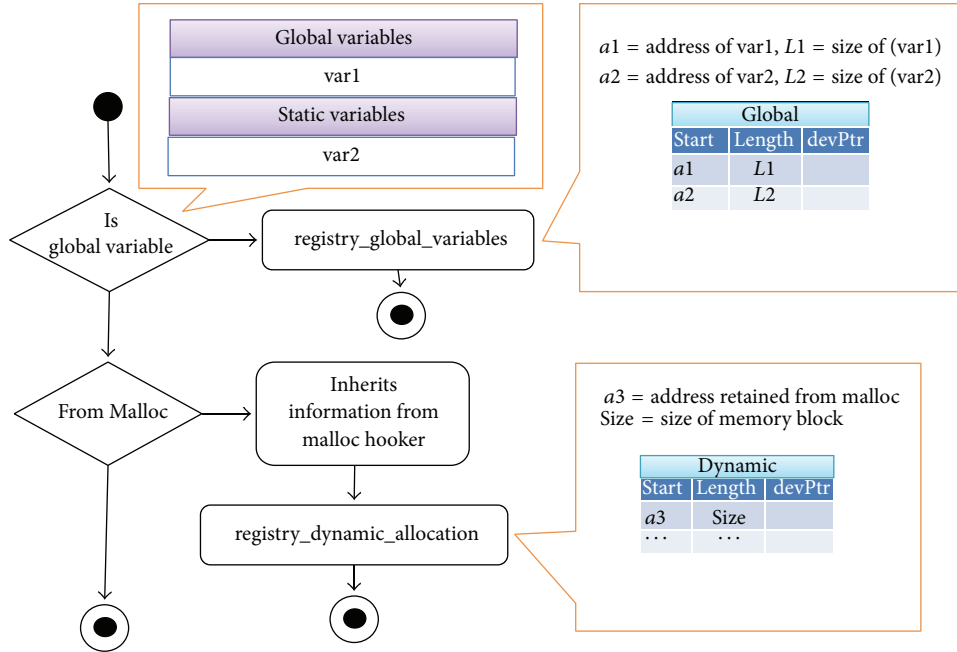 Global variables
var1
Static variables
var2
a1 = address of var1, L1 = size of (var1)
a2 = address of var2, L2 = size of (var2)
Global
Start Length devPtr
a1 L1
a2 L2
Is
global variable
registry_global_variables
From Malloc
Inherits
information from
malloc hooker
registry_dynamic_allocation
a3 = address retained from malloc
Size = size of memory block
Dynamic
Start Length devPtr
a3 Size
... ...